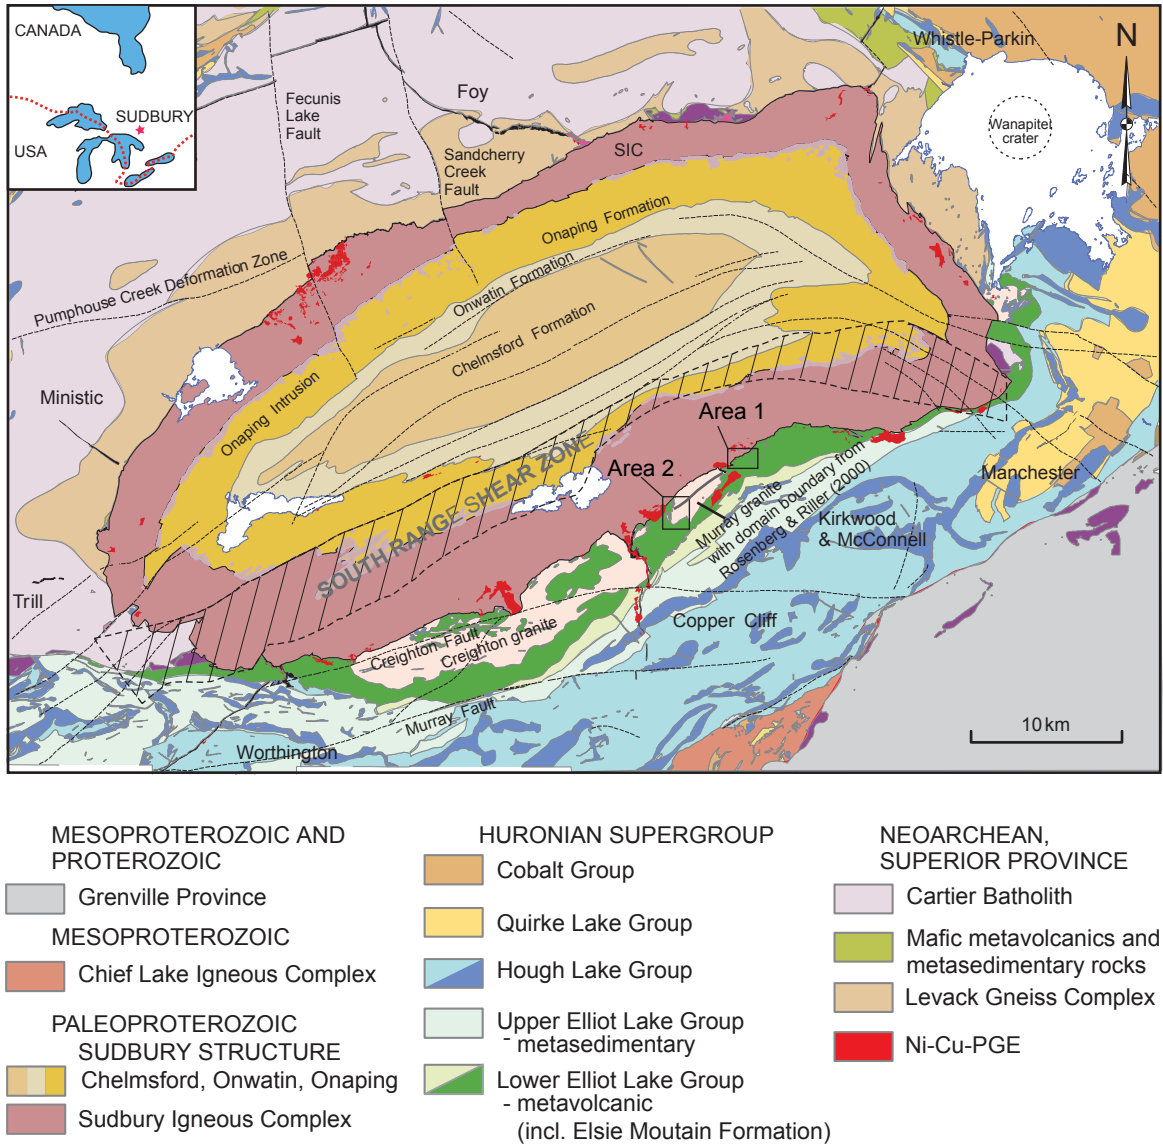 CANADA
SUDBURY
USA
Fecunis
Lake
Fault
Foy
Sandcherry
Creek
Fault
SIC
Whistle-Parkin
N
Wanapitei
crater
Pumphouse Creek Deformation Zone
Onaping Formation
Onwatin Formation
Chelmsford Formation
Ministic
Onaping Intrusion
Area 1
Area 2
SOUTH RANGE SHEAR ZONE
Murray granite
with domain boundary from
Rosenberg & Riller (2000)
Manchester
Kirkwood
& McConnell
Trill
Copper Cliff
Creighton Fault
Creighton granite
Murray Fault
Worthington
10 km
MESOPROTEROZOIC AND
PROTEROZOIC
Grenville Province
MESOPROTEROZOIC
Chief Lake Igneous Complex
PALEOPROTEROZOIC
SUDBURY STRUCTURE
Chelmsford, Onwatin, Onaping
Sudbury Igneous Complex
HURONIAN SUPERGROUP
Cobalt Group
Quirke Lake Group
Hough Lake Group
Upper Elliot Lake Group
- metasedimentary
Lower Elliot Lake Group
- metavolcanic
(incl. Elsie Moutain Formation)
NEOARCHEAN,
SUPERIOR PROVINCE
Cartier Batholith
Mafic metavolcanics and
metasedimentary rocks
Levack Gneiss Complex
Ni-Cu-PGE